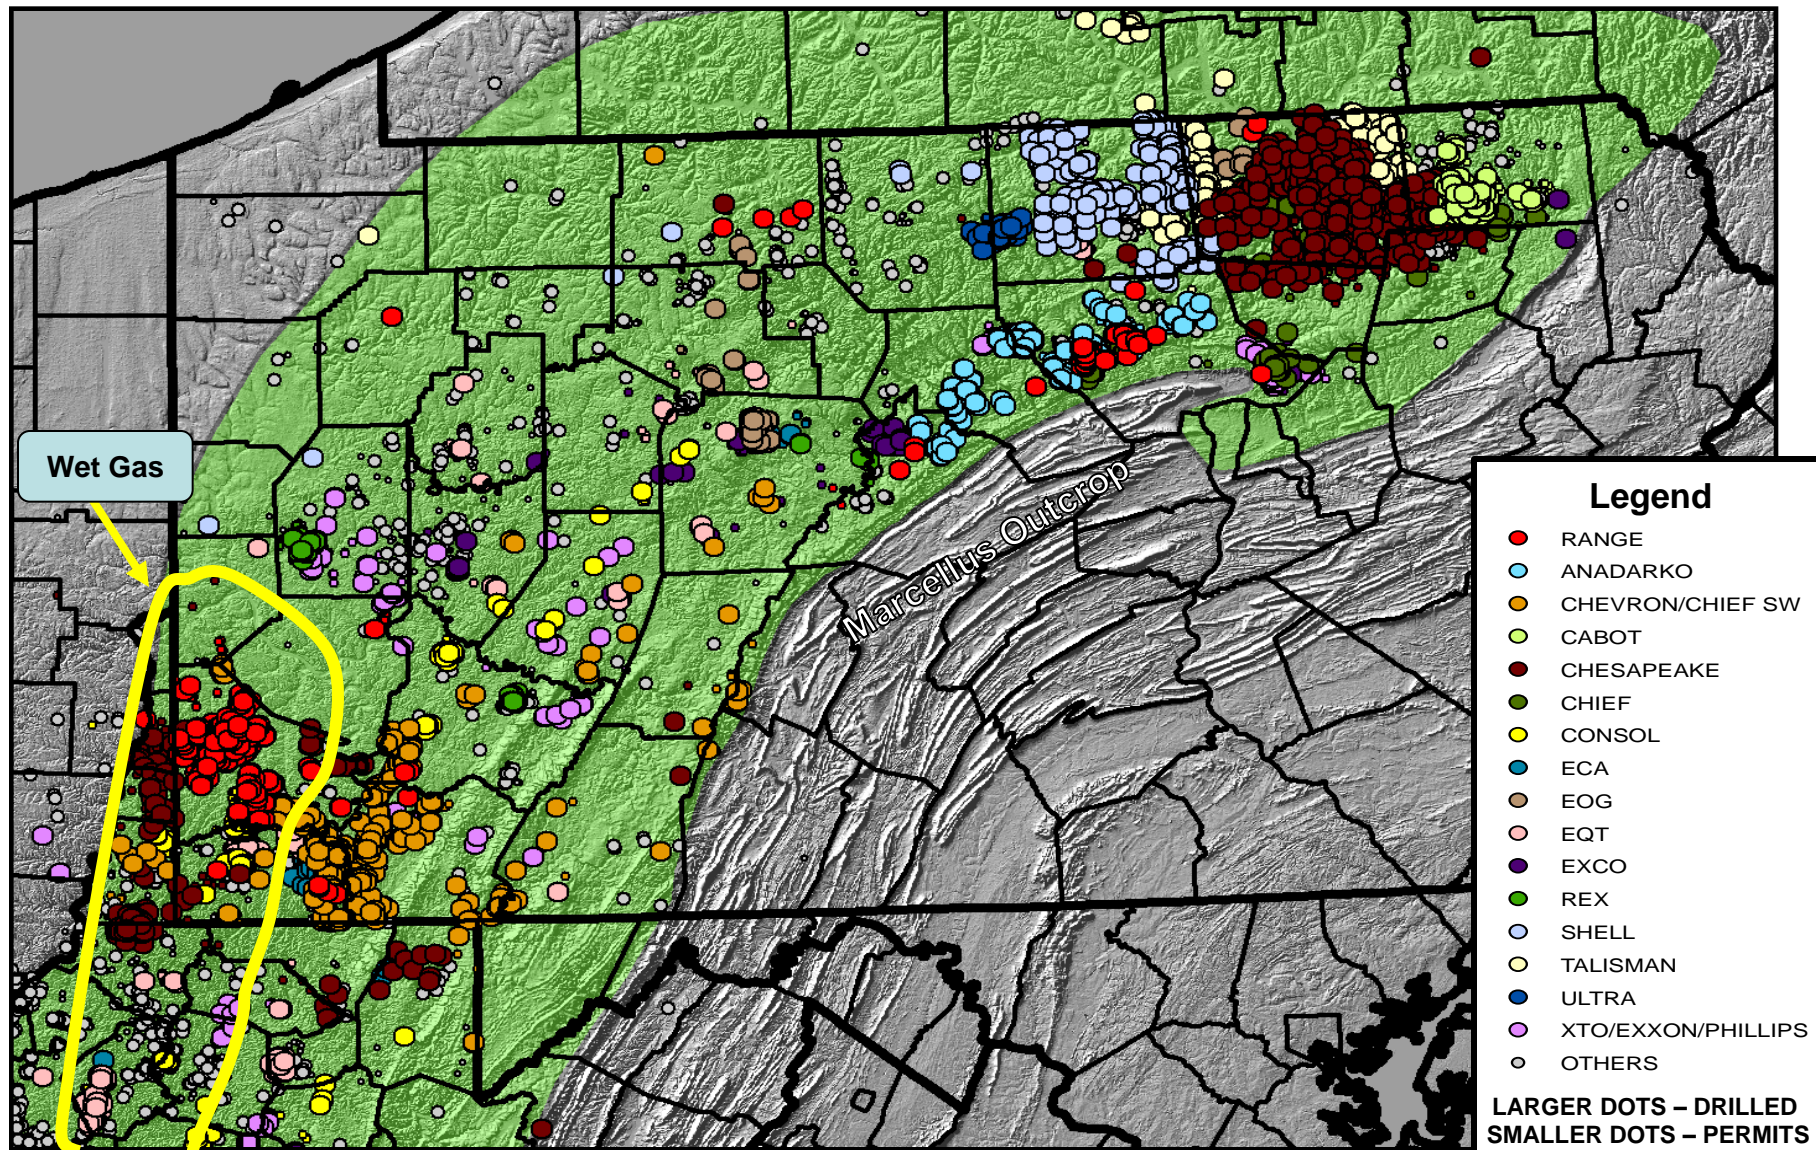 Wet Gas
Marcellus Outcrop
Legend
RANGE
ANADARKO
CHEVRON/CHIEF SW
CABOT
CHESAPEAKE
CHIEF
CONSOL
ECA
EOG
EQT
EXCO
REX
SHELL
TALISMAN
ULTRA
XTO/EXXON/PHILLIPS
OTHERS
LARGER DOTS – DRILLED
SMALLER DOTS – PERMITS